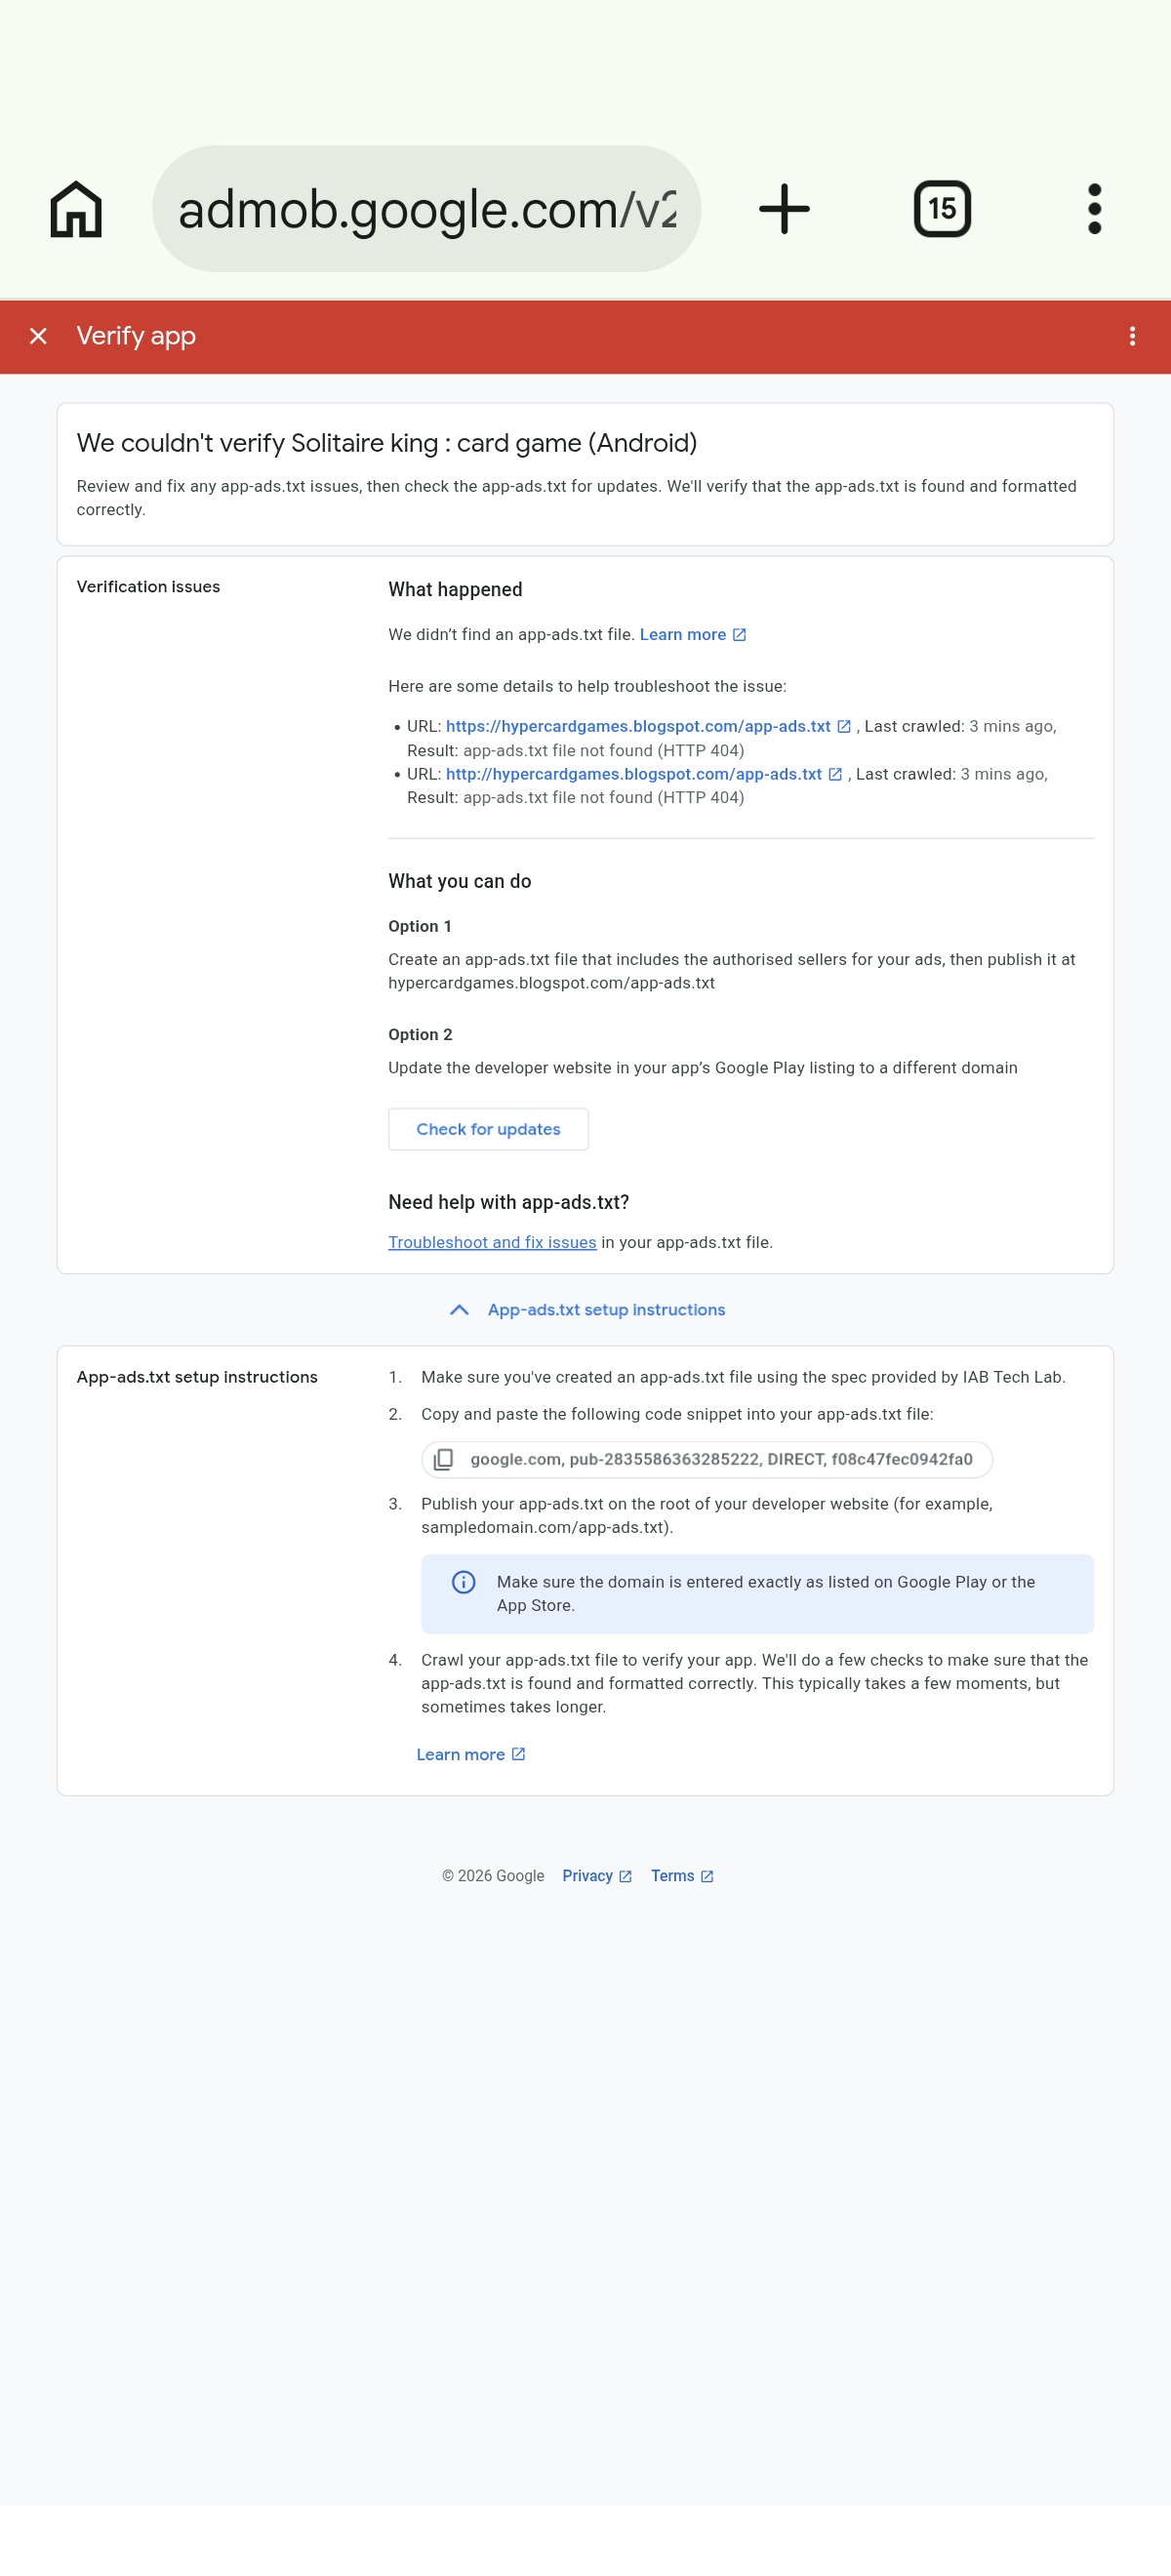 admob.google.com/v2
15
Verify app
We couldn't verify Solitaire king : card game (Android)
Review and fix any app-ads.txt issues, then check the app-ads.txt for updates. We'll verify that the app-ads.txt is found and formatted
correctly.
Verification issues
What happened
We didn’t find an app-ads.txt file. Learn more
Here are some details to help troubleshoot the issue:
• URL: https://hypercardgames.blogspot.com/app-ads.txt , Last crawled: 3 mins ago,
Result: app-ads.txt file not found (HTTP 404)
• URL: http://hypercardgames.blogspot.com/app-ads.txt , Last crawled: 3 mins ago,
Result: app-ads.txt file not found (HTTP 404)
What you can do
Option 1
Create an app-ads.txt file that includes the authorised sellers for your ads, then publish it at
hypercardgames.blogspot.com/app-ads.txt
Option 2
Update the developer website in your app’s Google Play listing to a different domain
Check for updates
Need help with app-ads.txt?
Troubleshoot and fix issues in your app-ads.txt file.
App-ads.txt setup instructions
App-ads.txt setup instructions
1. Make sure you've created an app-ads.txt file using the spec provided by IAB Tech Lab.
2. Copy and paste the following code snippet into your app-ads.txt file:
google.com, pub-2835586363285222, DIRECT, f08c47fec0942fa0
3. Publish your app-ads.txt on the root of your developer website (for example,
sampledomain.com/app-ads.txt).
Make sure the domain is entered exactly as listed on Google Play or the
App Store.
4. Crawl your app-ads.txt file to verify your app. We'll do a few checks to make sure that the
app-ads.txt is found and formatted correctly. This typically takes a few moments, but
sometimes takes longer.
Learn more
© 2026 Google Privacy Terms